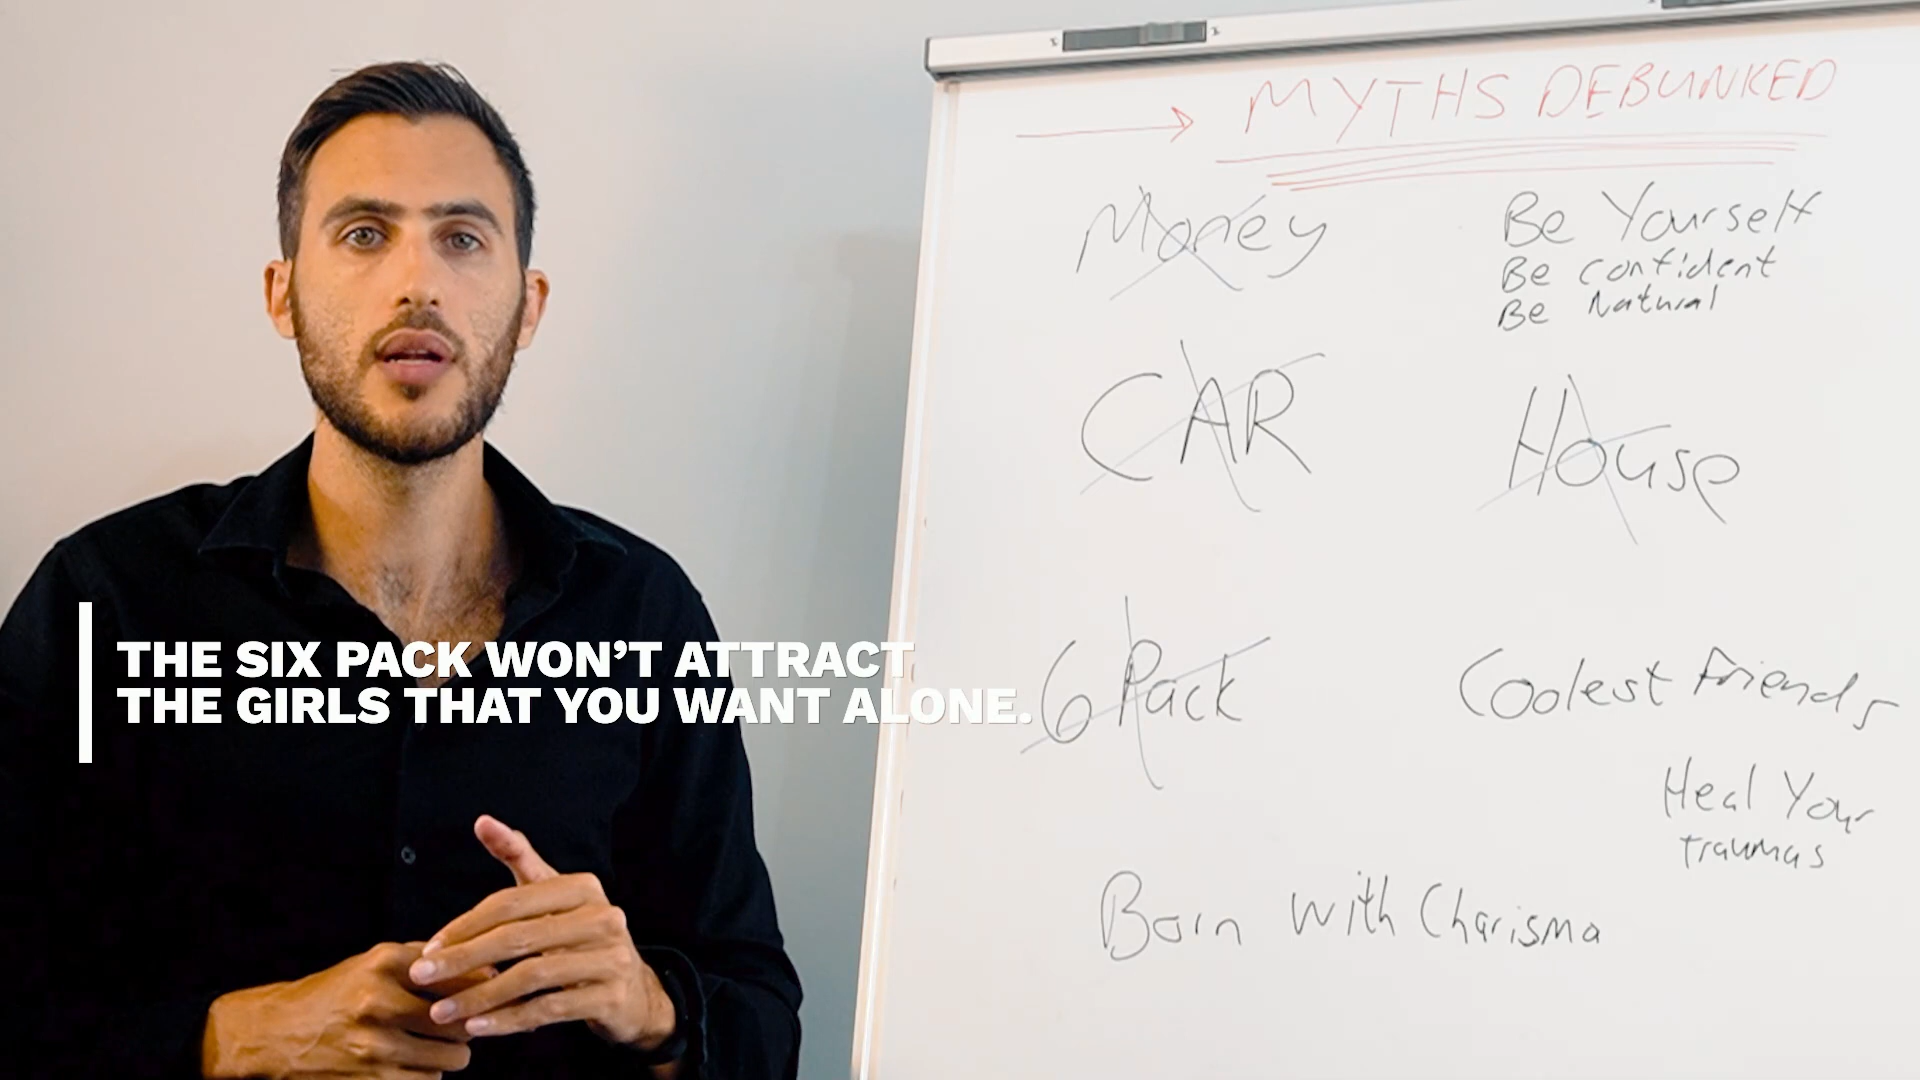 MYTHS DEBUNKED
Money
Be Yourself
Be confident
Be Natural
CAR
House
THE SIX PACK WON'T ATTRACT
THE GIRLS THAT YOU WANT ALONE.
6 Pack
Coolest Friends
Heal Your
traumas
Born with Charisma